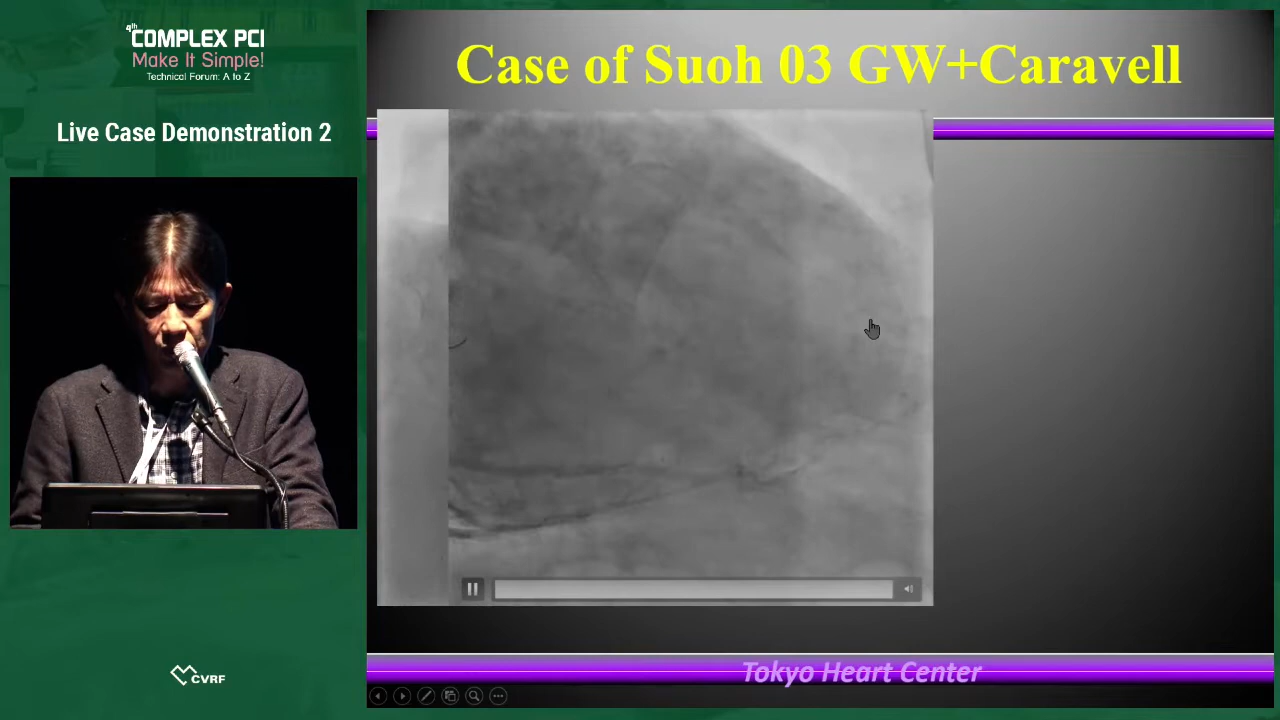 9th
COMPLEX PCI
Make It Simple!
Technical Forum: A to Z
Live Case Demonstration 2
CVRF
Case of Suoh 03 GW+Caravell
Tokyo Heart Center